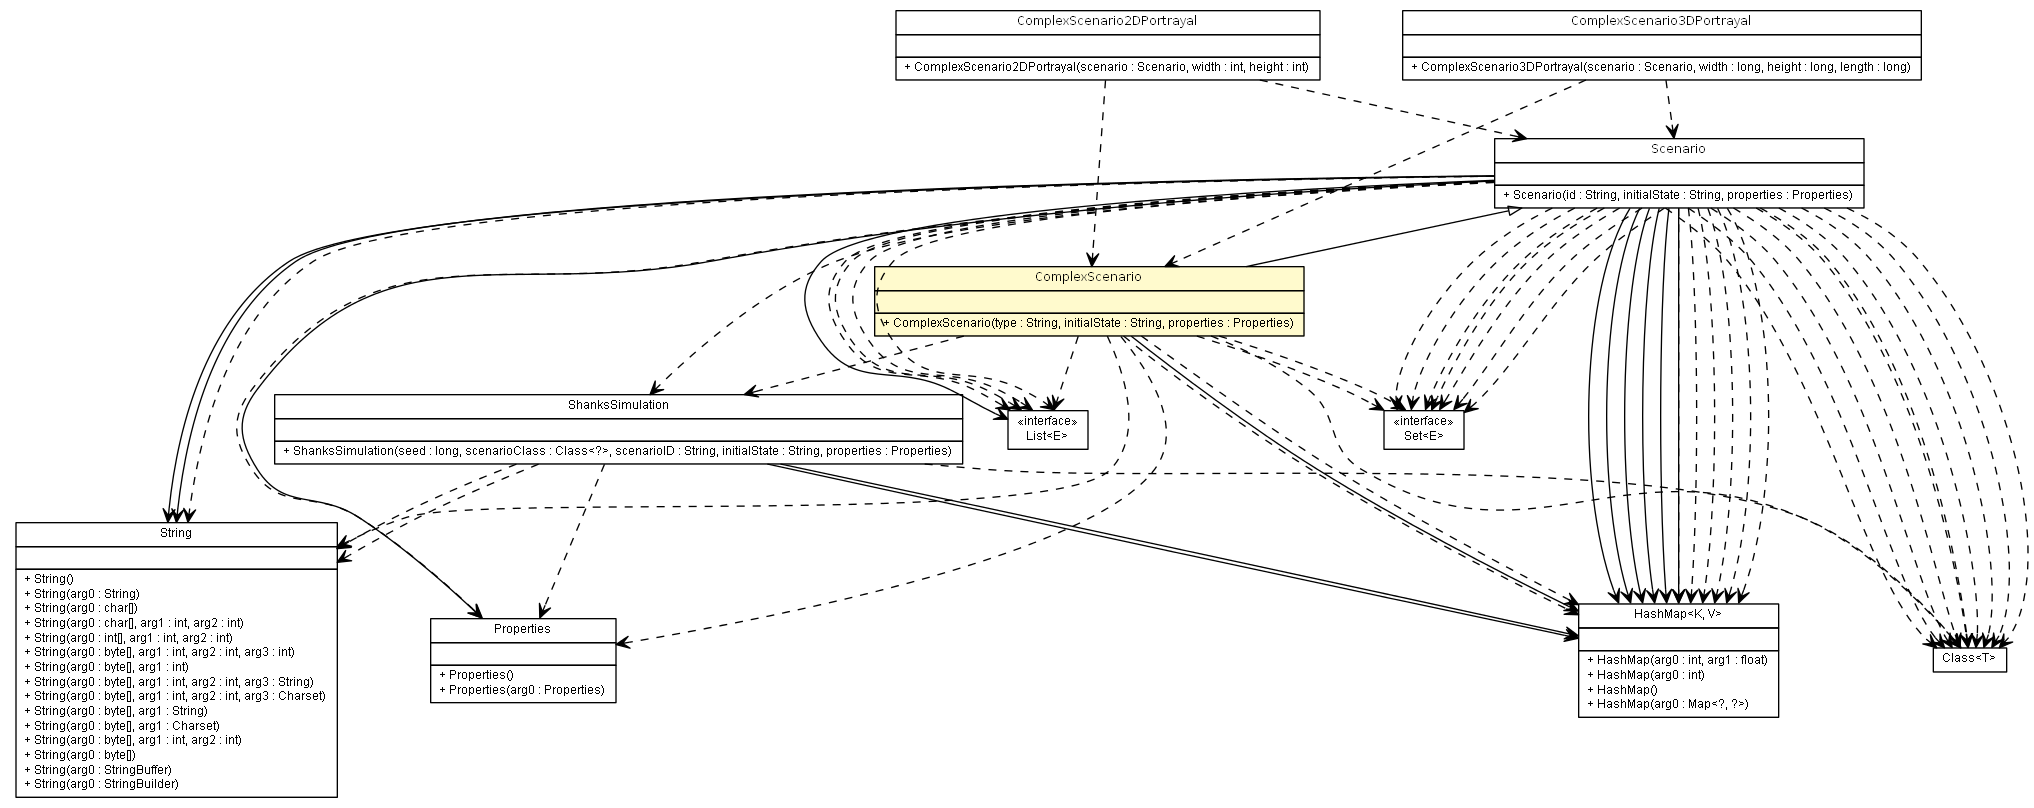 ComplexScenario2DPortrayal
+ ComplexScenario2DPortrayal(scenario : Scenario, width : int, height : int)
ComplexScenario3DPortrayal
+ ComplexScenario3DPortrayal(scenario : Scenario, width : long, height : long, length : long)
Scenario
+ Scenario(id : String, initialState : String, properties : Properties)
ComplexScenario
+ ComplexScenario(type : String, initialState : String, properties : Properties)
ShanksSimulation
+ ShanksSimulation(seed : long, scenarioClass : Class<?>, scenarioID : String, initialState : String, properties : Properties)
«interface»
List<E>
«interface»
Set<E>
String
+ String()
+ String(arg0 : String)
+ String(arg0 : char[])
+ String(arg0 : char[], arg1 : int, arg2 : int)
+ String(arg0 : int[], arg1 : int, arg2 : int)
+ String(arg0 : byte[], arg1 : int, arg2 : int, arg3 : int)
+ String(arg0 : byte[], arg1 : int)
+ String(arg0 : byte[], arg1 : int, arg2 : int, arg3 : String)
+ String(arg0 : byte[], arg1 : int, arg2 : int, arg3 : Charset)
+ String(arg0 : byte[], arg1 : String)
+ String(arg0 : byte[], arg1 : Charset)
+ String(arg0 : byte[], arg1 : int, arg2 : int)
+ String(arg0 : byte[])
+ String(arg0 : StringBuffer)
+ String(arg0 : StringBuilder)
Properties
+ Properties()
+ Properties(arg0 : Properties)
HashMap<K, V>
+ HashMap(arg0 : int, arg1 : float)
+ HashMap(arg0 : int)
+ HashMap()
+ HashMap(arg0 : Map<?, ?>)
Class<T>